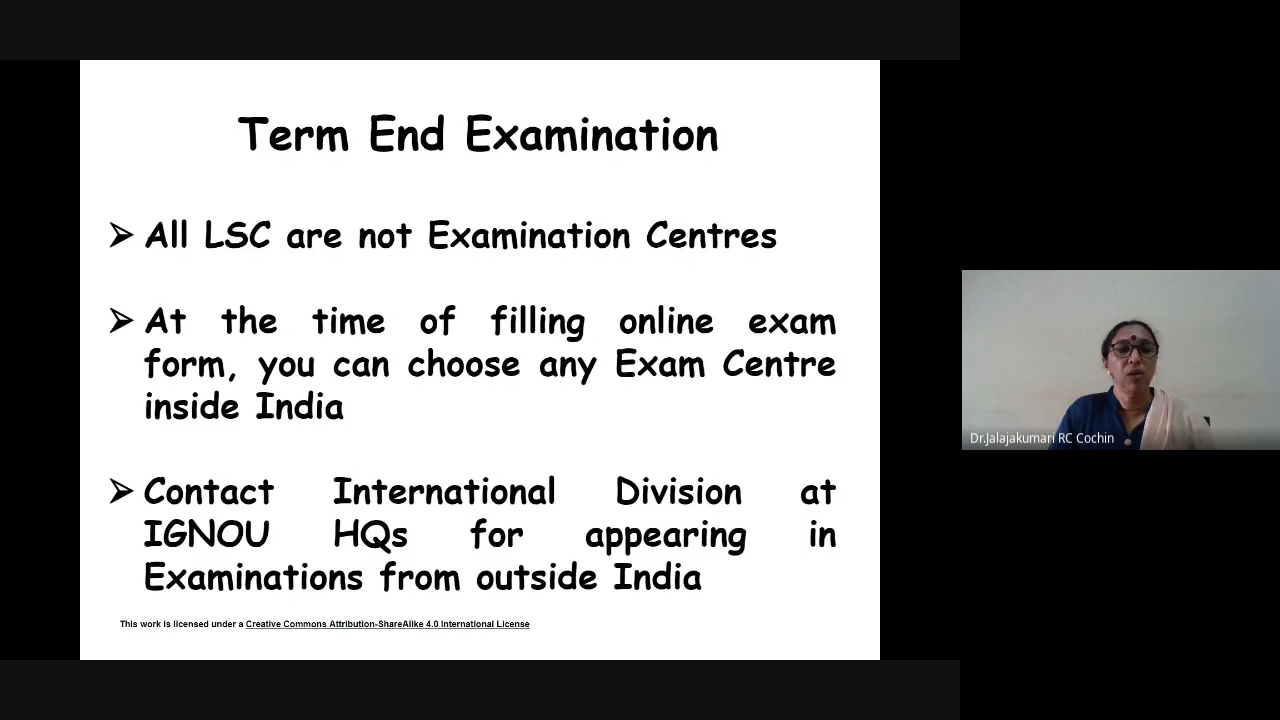 Term End Examination
➢ All LSC are not Examination Centres
➢ At the time of filling online exam
form, you can choose any Exam Centre
inside India
➢ Contact International Division at
IGNOU HQs for appearing in
Examinations from outside India
This work is licensed under a Creative Commons Attribution-ShareAlike 4.0 International License
Dr.Jalajakumari RC Cochin